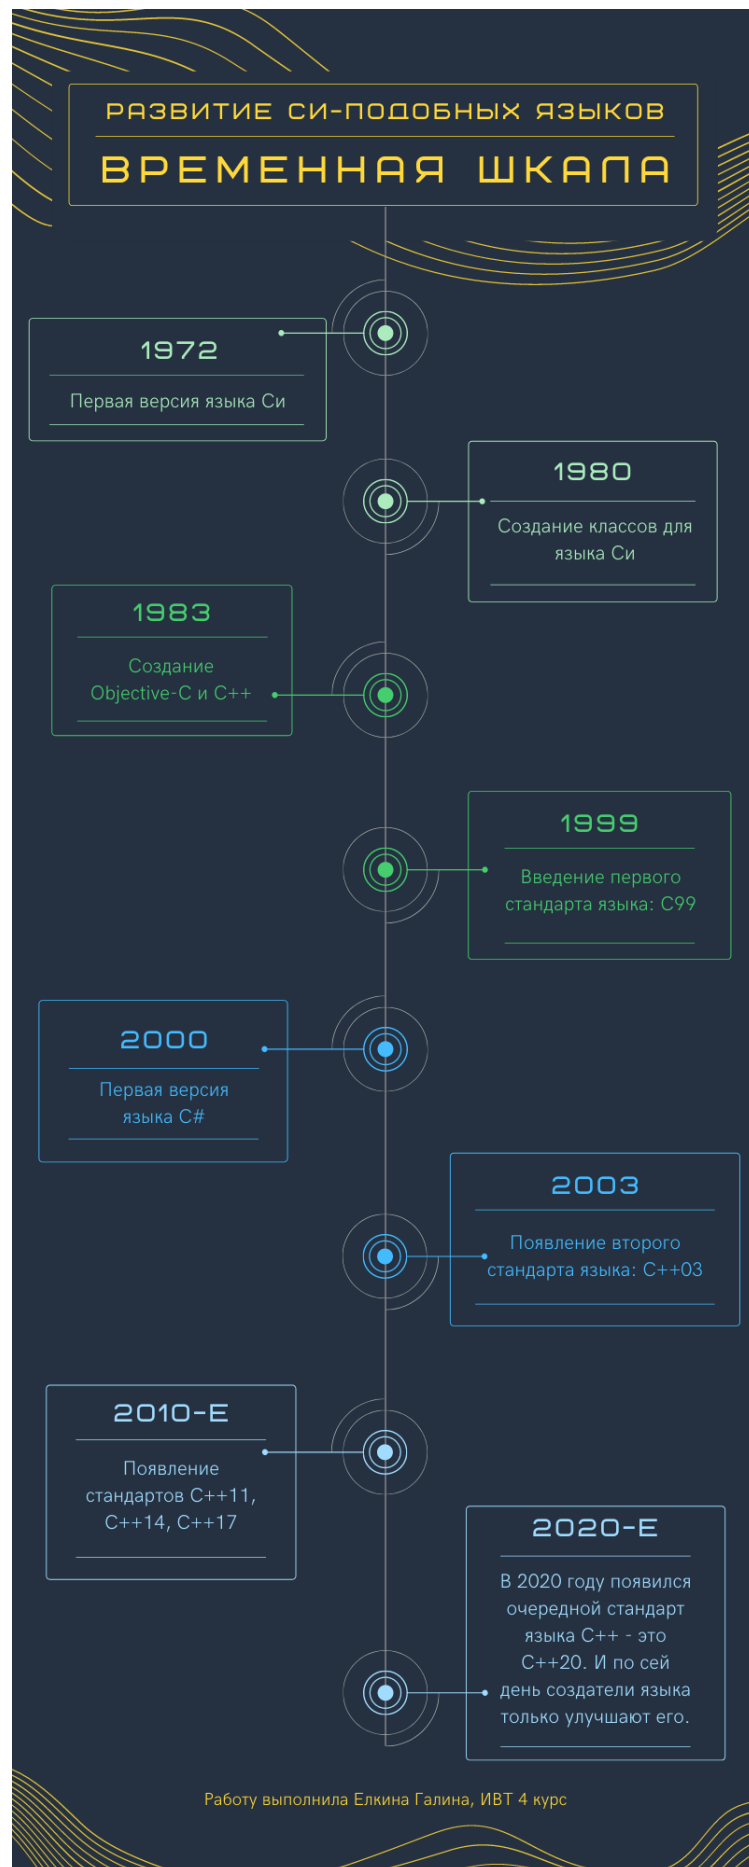 РАЗВИТИЕ СИ-ПОДОБНЫХ ЯЗЫКОВ
ВРЕМЕННАЯ ШКАЛА
1972
Первая версия языка Си
1980
Создание классов для
языка Си
1983
Создание
Objective-C и C++
1999
Введение первого
стандарта языка: C99
2000
Первая версия
языка C#
2003
Появление второго
стандарта языка: C++03
2010-Е
Появление
стандартов C++11,
C++14, C++17
2020-Е
В 2020 году появился
очередной стандарт
языка C++ - это
C++20. И по сей
день создатели языка
только улучшают его.
Работу выполнила Елкина Галина, ИВТ 4 курс